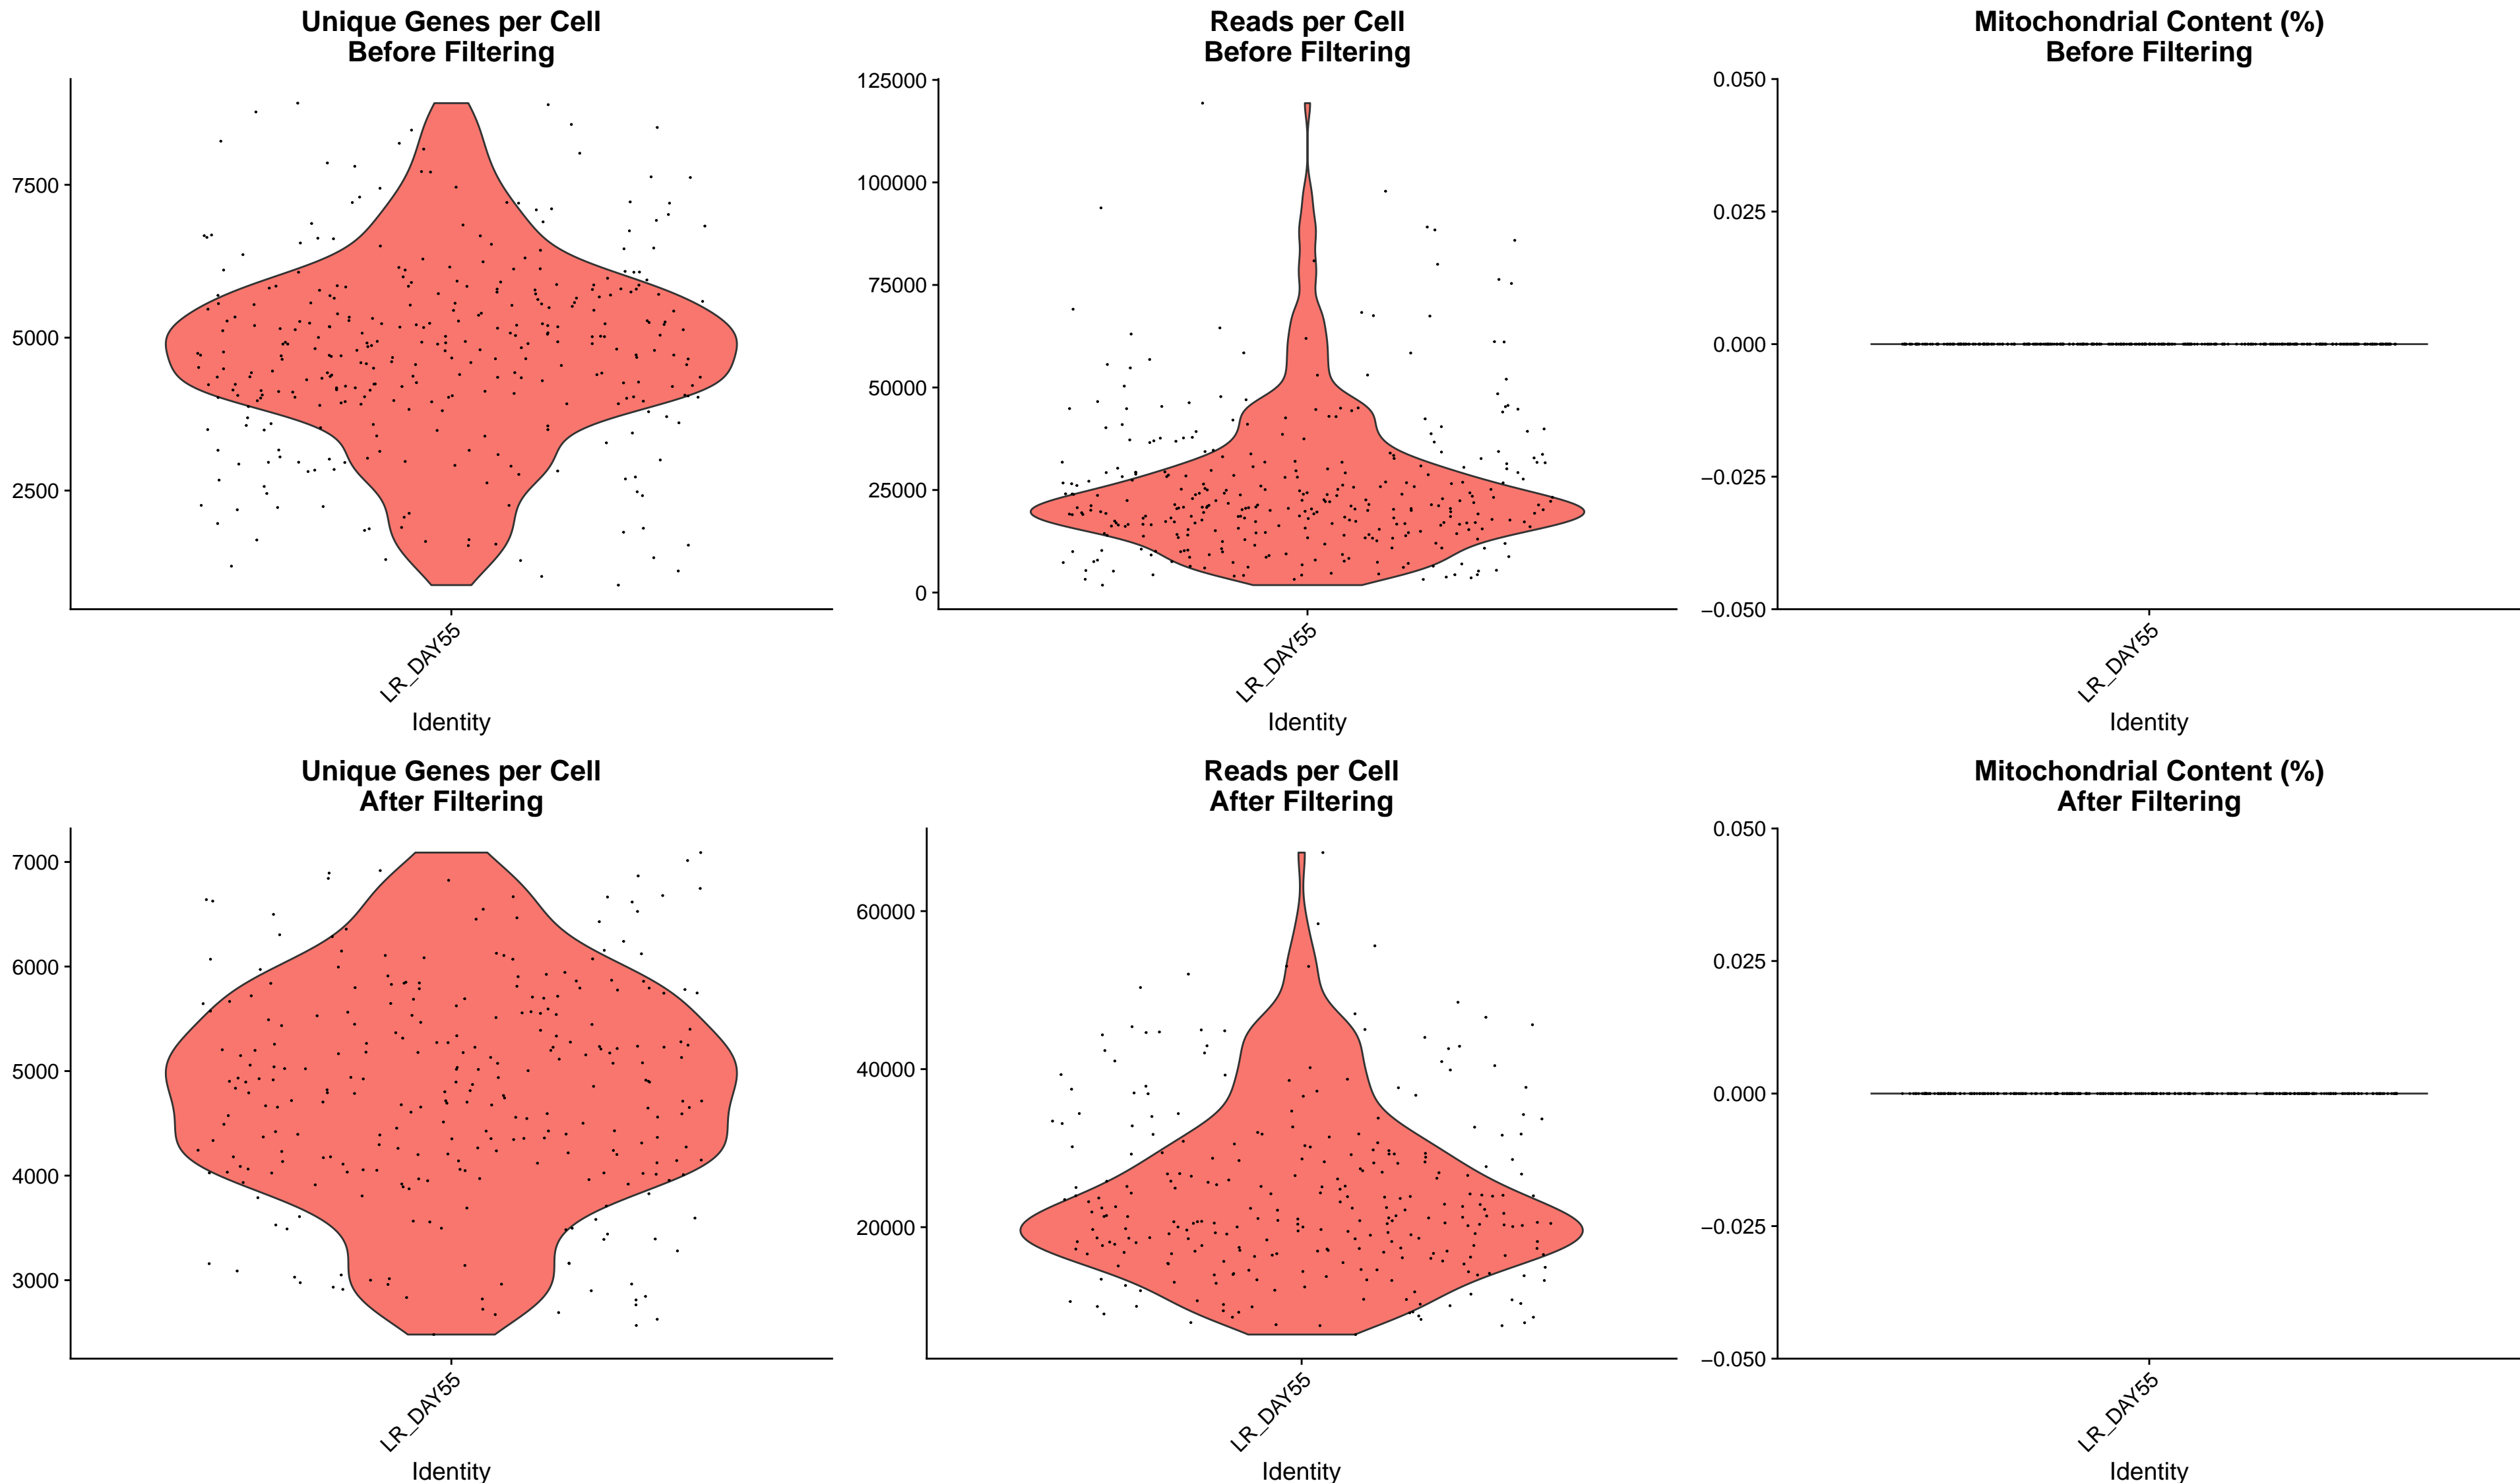 Unique Genes per Cell
Before Filtering
7500
5000
2500
LR_DAY55
Identity
Reads per Cell
Before Filtering
125000
100000
75000
50000
25000
0
LR_DAY55
Identity
Mitochondrial Content (%)
Before Filtering
0.050
0.025
0.000
−0.025
−0.050
LR_DAY55
Identity
Unique Genes per Cell
After Filtering
7000
6000
5000
4000
3000
LR_DAY55
Identity
Reads per Cell
After Filtering
60000
40000
20000
LR_DAY55
Identity
Mitochondrial Content (%)
After Filtering
0.050
0.025
0.000
−0.025
−0.050
LR_DAY55
Identity